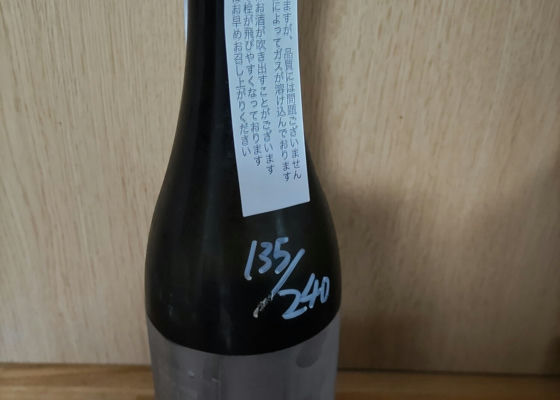 ますが、品質には問題ございません
によってガスが溶け込んでおります
お酒が吹き出すことがございます
栓が飛びやすくなっております
お早めお召し上がりください
135/240